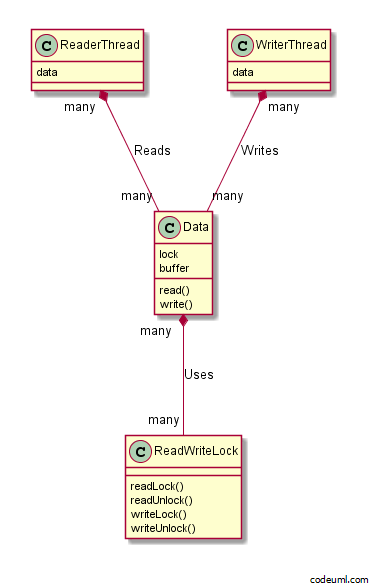 C ReaderThread
data
C WriterThread
data
many
many
Reads
Writes
many
many
C Data
lock
buffer
read()
write()
many
Uses
many
C ReadWriteLock
readLock()
readUnlock()
writeLock()
writeUnlock()
codeuml.com